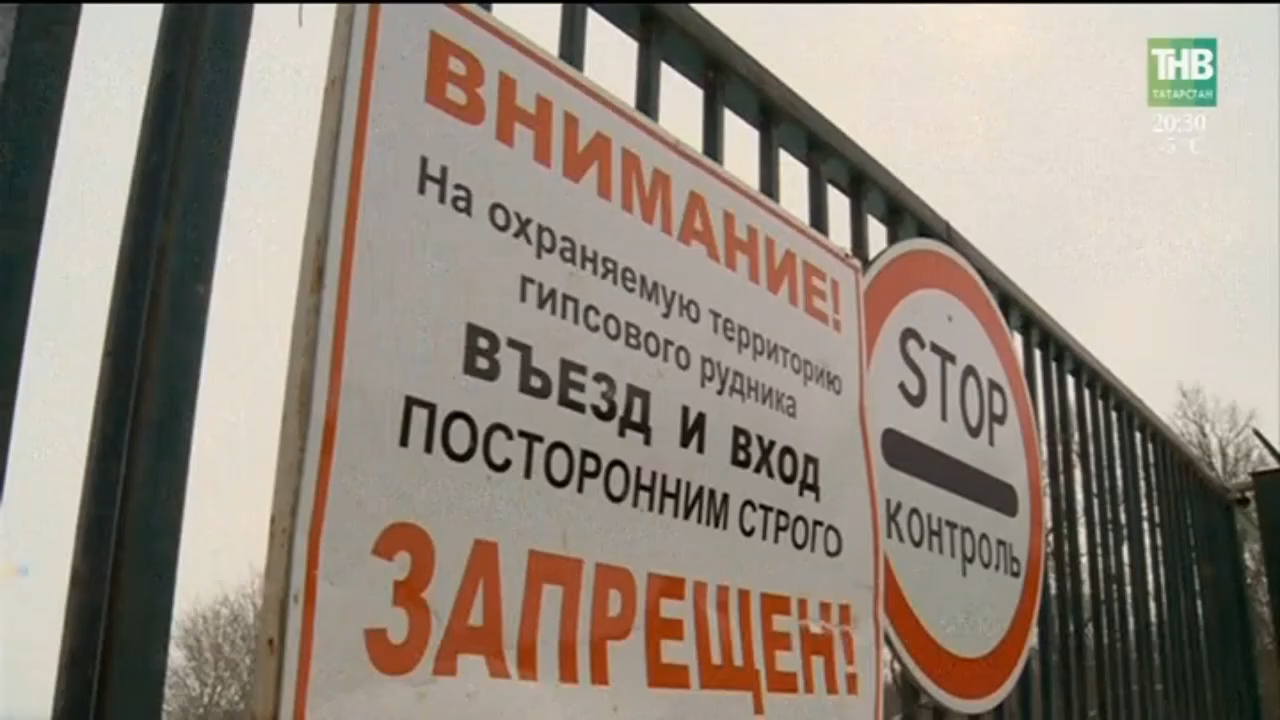 ВНИМАНИЕ!
На охраняемую территорию
гипсового рудника
ВЪЕЗД И ВХОД
ПОСТОРОННИМ СТРОГО
ЗАПРЕЩЕН!
STOP
контроль
ТНВ
ТАТАРСТАН
20:30